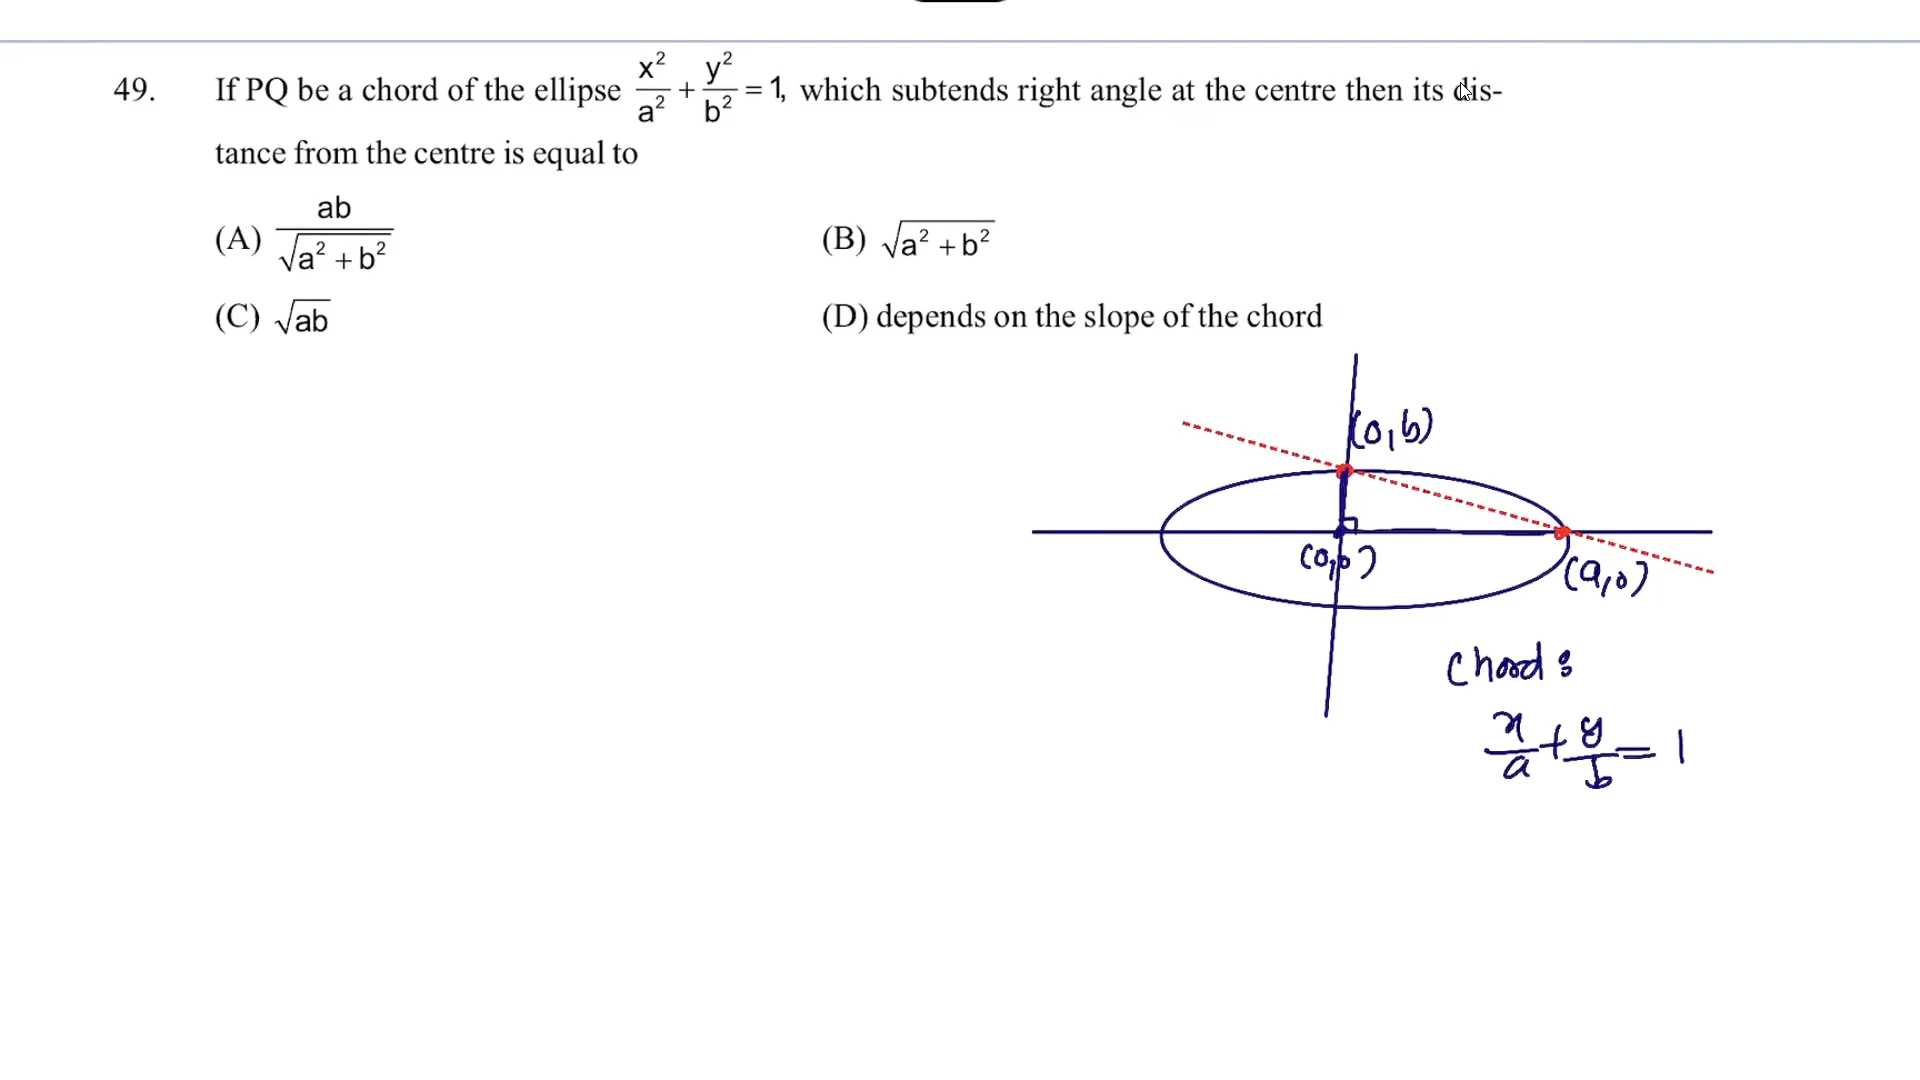 49. If PQ be a chord of the ellipse x²/a² + y²/b² = 1, which subtends right angle at the centre then its dis-
tance from the centre is equal to
(A) ab/√(a² + b²) (B) √(a² + b²)
(C) √ab (D) depends on the slope of the chord
(0,b)
(0,0)
(a,0)
Chord:
x/a + y/b = 1